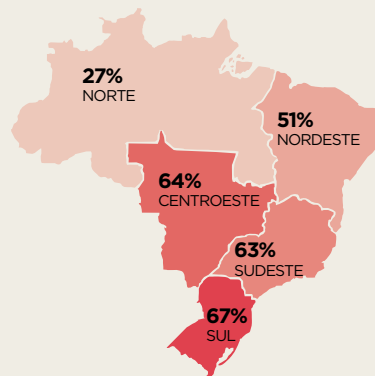 27%
NORTE
51%
NORDESTE
64%
CENTROESTE
63%
SUDESTE
67%
SUL